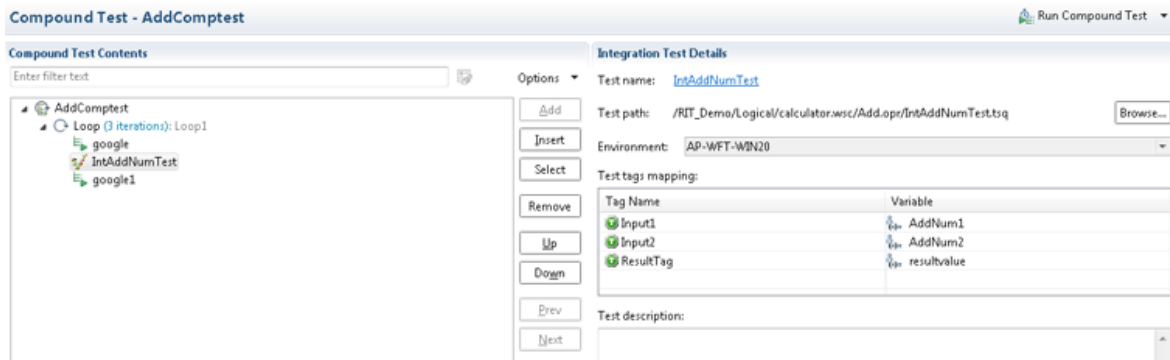 Compound Test - AddComptest
Run Compound Test
Compound Test Contents
Enter filter text
Options
AddComptest
Loop (3 iterations): Loop1
google
IntAddNumTest
google1
Add
Insert
Select
Remove
Up
Down
Prev
Next
Integration Test Details
Test name: IntAddNumTest
Test path: /RIT_Demo/Logical/calculator.wsc/Add.opr/IntAddNumTest.tsq
Browse...
Environment: AP-WFT-WIN20
Test tags mapping:
Tag Name Variable
Input1 AddNum1
Input2 AddNum2
ResultTag resultvalue
Test description: